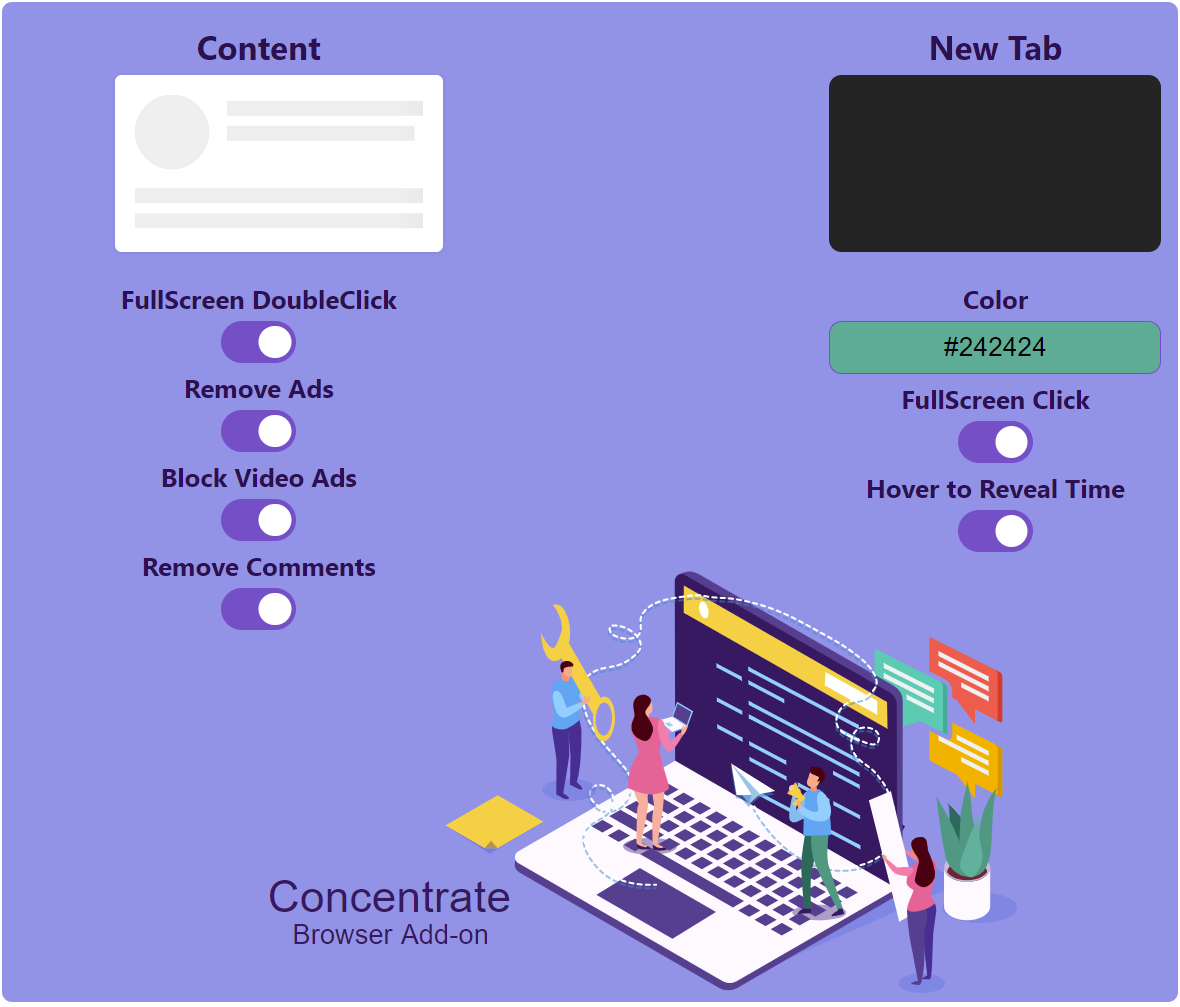 Content
FullScreen DoubleClick
Remove Ads
Block Video Ads
Remove Comments
New Tab
Color
#242424
FullScreen Click
Hover to Reveal Time
Concentrate
Browser Add-on